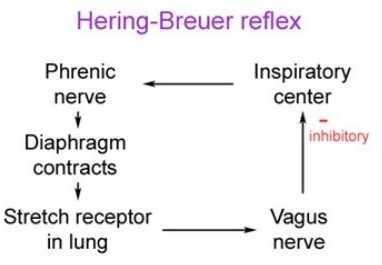 Hering-Breuer reflex
Phrenic
nerve
Inspiratory
center
-
inhibitory
Diaphragm
contracts
Stretch receptor
in lung
Vagus
nerve